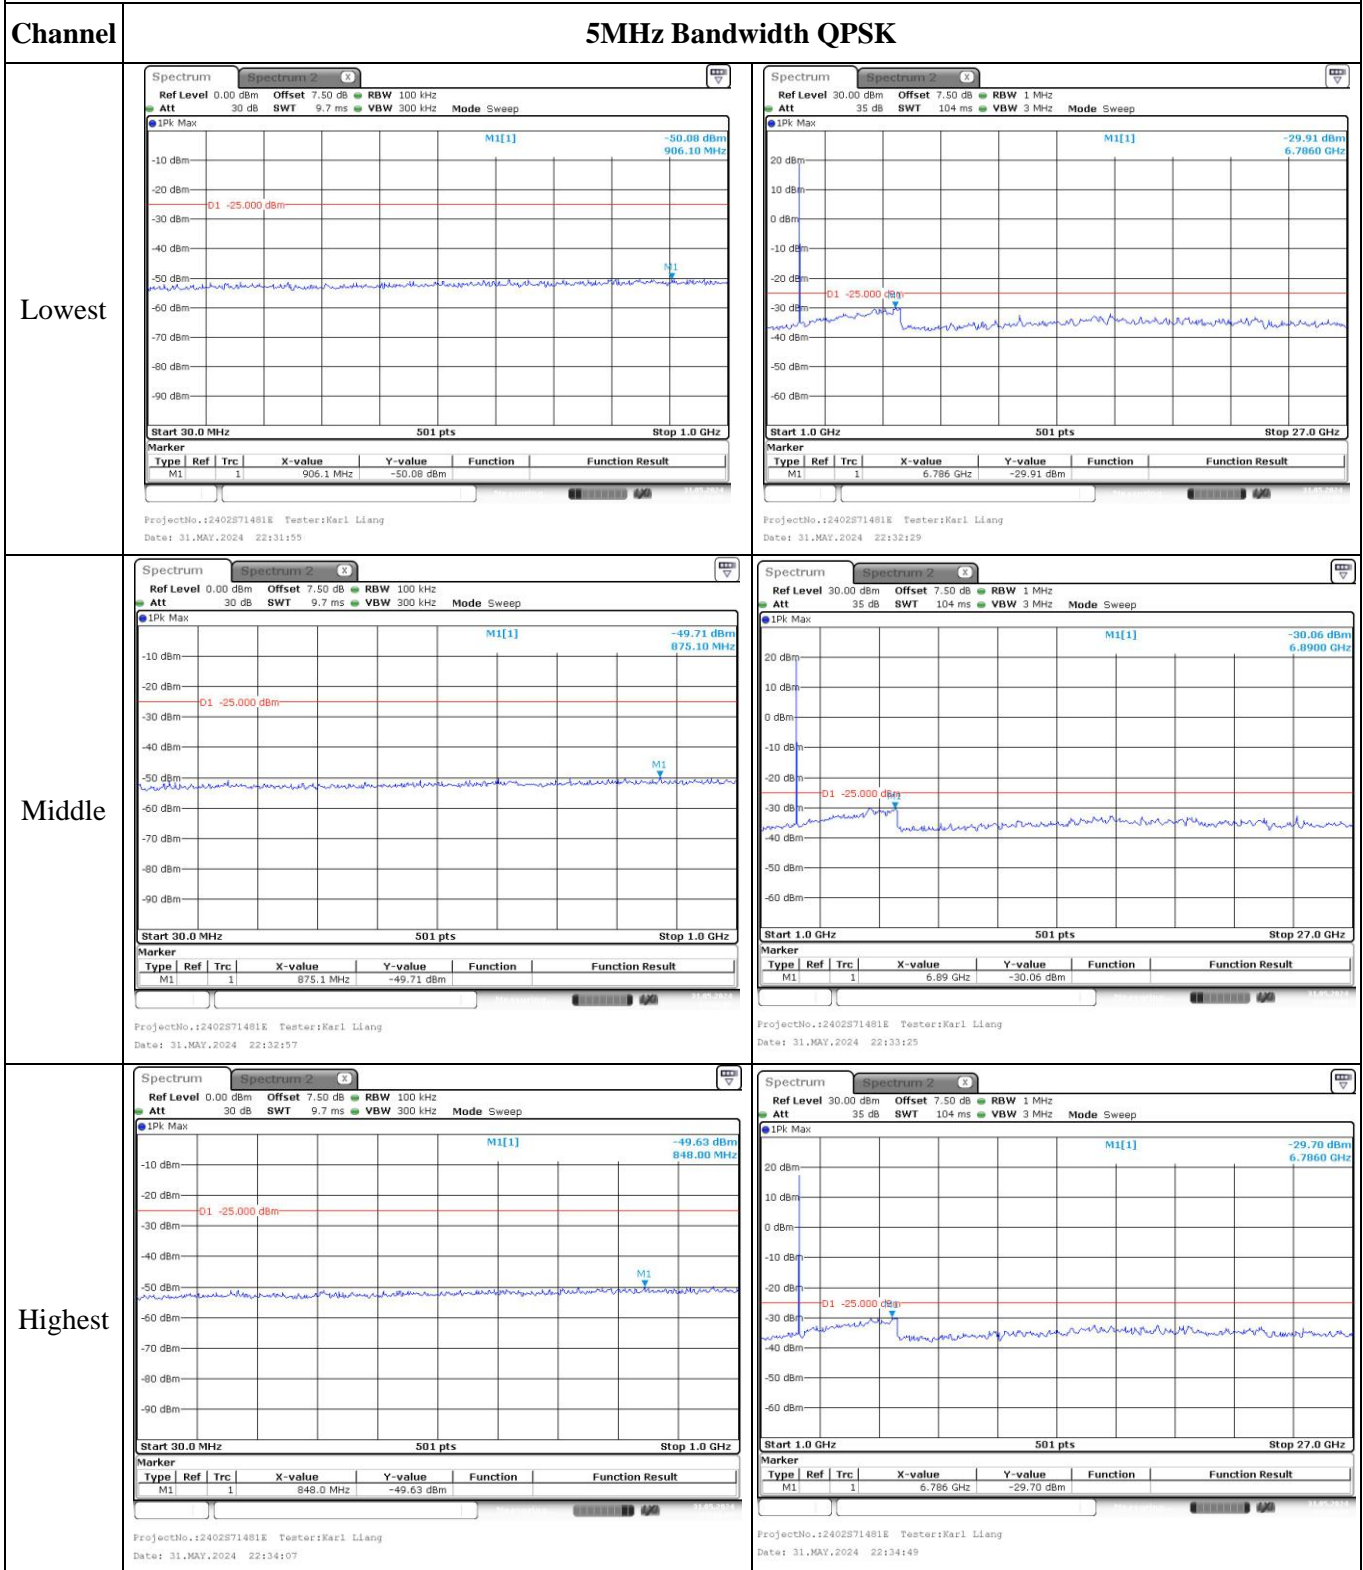 Channel 5MHz Bandwidth QPSK
Lowest
Spectrum Spectrum 2 X
Ref Level 0.00 dBm Offset 7.50 dB RBW 100 kHz
Att 30 dB SWT 9.7 ms VBW 300 kHz Mode Sweep
1Pk Max
M1[1] -50.08 dBm
906.10 MHz
-10 dBm
-20 dBm
D1 -25.000 dBm
-30 dBm
-40 dBm
M1
-50 dBm
-60 dBm
-70 dBm
-80 dBm
-90 dBm
Start 30.0 MHz 501 pts Stop 1.0 GHz
Marker
Type Ref Trc X-value Y-value Function Function Result
M1 1 906.1 MHz -50.08 dBm
ProjectNo.:2402S71481E Tester:Karl Liang
Date: 31.MAY.2024 22:31:55
Spectrum Spectrum 2 X
Ref Level 30.00 dBm Offset 7.50 dB RBW 1 MHz
Att 35 dB SWT 104 ms VBW 3 MHz Mode Sweep
1Pk Max
M1[1] -29.91 dBm
6.7860 GHz
20 dBm
10 dBm
0 dBm
-10 dBm
-20 dBm
D1 -25.000 dBm
-30 dBm
-40 dBm
-50 dBm
-60 dBm
Start 1.0 GHz 501 pts Stop 27.0 GHz
Marker
Type Ref Trc X-value Y-value Function Function Result
M1 1 6.786 GHz -29.91 dBm
ProjectNo.:2402S71481E Tester:Karl Liang
Date: 31.MAY.2024 22:32:29
Middle
Spectrum Spectrum 2 X
Ref Level 0.00 dBm Offset 7.50 dB RBW 100 kHz
Att 30 dB SWT 9.7 ms VBW 300 kHz Mode Sweep
1Pk Max
M1[1] -49.71 dBm
875.10 MHz
-10 dBm
-20 dBm
D1 -25.000 dBm
-30 dBm
-40 dBm
M1
-50 dBm
-60 dBm
-70 dBm
-80 dBm
-90 dBm
Start 30.0 MHz 501 pts Stop 1.0 GHz
Marker
Type Ref Trc X-value Y-value Function Function Result
M1 1 875.1 MHz -49.71 dBm
ProjectNo.:2402S71481E Tester:Karl Liang
Date: 31.MAY.2024 22:32:57
Spectrum Spectrum 2 X
Ref Level 30.00 dBm Offset 7.50 dB RBW 1 MHz
Att 35 dB SWT 104 ms VBW 3 MHz Mode Sweep
1Pk Max
M1[1] -30.06 dBm
6.8900 GHz
20 dBm
10 dBm
0 dBm
-10 dBm
-20 dBm
D1 -25.000 dBm
-30 dBm
-40 dBm
-50 dBm
-60 dBm
Start 1.0 GHz 501 pts Stop 27.0 GHz
Marker
Type Ref Trc X-value Y-value Function Function Result
M1 1 6.89 GHz -30.06 dBm
ProjectNo.:2402S71481E Tester:Karl Liang
Date: 31.MAY.2024 22:33:25
Highest
Spectrum Spectrum 2 X
Ref Level 0.00 dBm Offset 7.50 dB RBW 100 kHz
Att 30 dB SWT 9.7 ms VBW 300 kHz Mode Sweep
1Pk Max
M1[1] -49.63 dBm
848.00 MHz
-10 dBm
-20 dBm
D1 -25.000 dBm
-30 dBm
-40 dBm
M1
-50 dBm
-60 dBm
-70 dBm
-80 dBm
-90 dBm
Start 30.0 MHz 501 pts Stop 1.0 GHz
Marker
Type Ref Trc X-value Y-value Function Function Result
M1 1 848.0 MHz -49.63 dBm
ProjectNo.:2402S71481E Tester:Karl Liang
Date: 31.MAY.2024 22:34:07
Spectrum Spectrum 2 X
Ref Level 30.00 dBm Offset 7.50 dB RBW 1 MHz
Att 35 dB SWT 104 ms VBW 3 MHz Mode Sweep
1Pk Max
M1[1] -29.70 dBm
6.7860 GHz
20 dBm
10 dBm
0 dBm
-10 dBm
-20 dBm
D1 -25.000 dBm
-30 dBm
-40 dBm
-50 dBm
-60 dBm
Start 1.0 GHz 501 pts Stop 27.0 GHz
Marker
Type Ref Trc X-value Y-value Function Function Result
M1 1 6.786 GHz -29.70 dBm
ProjectNo.:2402S71481E Tester:Karl Liang
Date: 31.MAY.2024 22:34:49